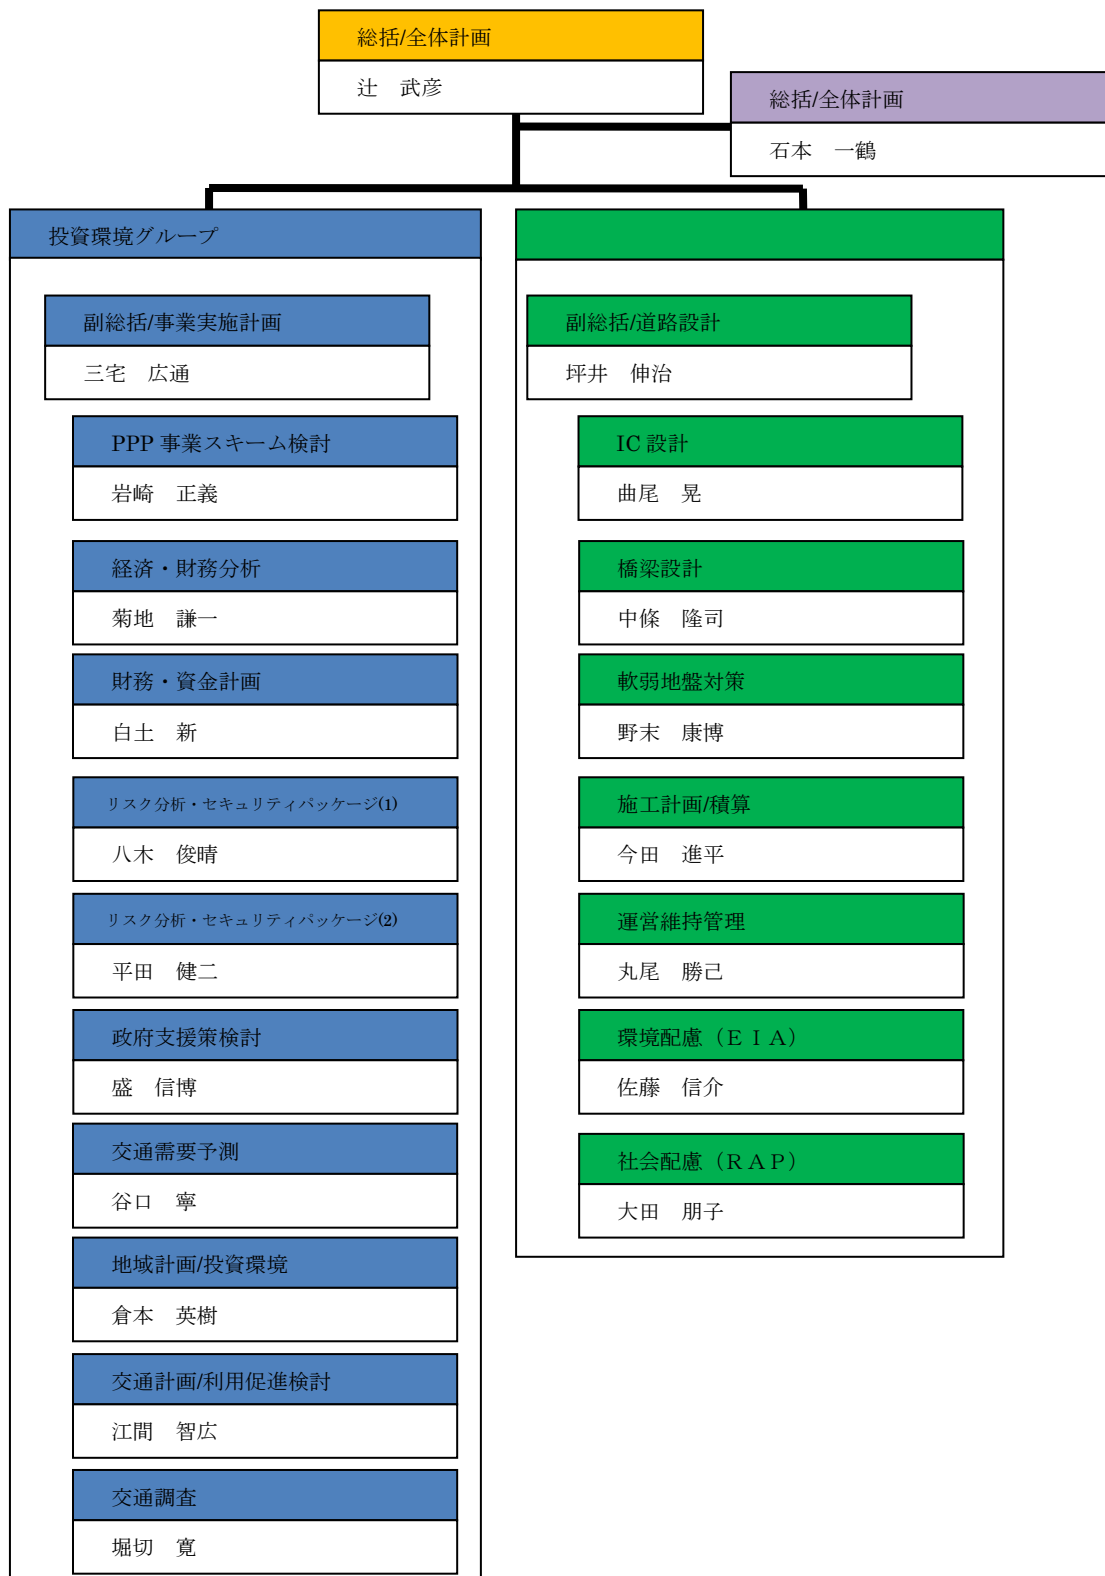 総括/全体計画
辻　武彦
総括/全体計画
石本　一鶴
投資環境グループ
副総括/事業実施計画
三宅　広通
PPP 事業スキーム検討
岩崎　正義
経済・財務分析
菊地　謙一
財務・資金計画
白土　新
リスク分析・セキュリティパッケージ(1)
八木　俊晴
リスク分析・セキュリティパッケージ(2)
平田　健二
政府支援策検討
盛　信博
交通需要予測
谷口　寧
地域計画/投資環境
倉本　英樹
交通計画/利用促進検討
江間　智広
交通調査
堀切　寛
副総括/道路設計
坪井　伸治
IC 設計
曲尾　晃
橋梁設計
中條　隆司
軟弱地盤対策
野末　康博
施工計画/積算
今田　進平
運営維持管理
丸尾　勝己
環境配慮（ＥＩＡ）
佐藤　信介
社会配慮（ＲＡＰ）
大田　朋子